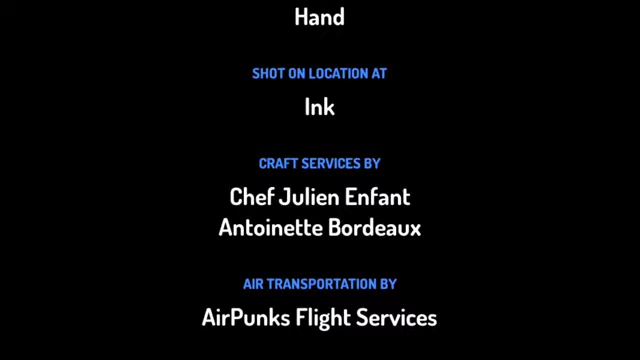 Hand
SHOT ON LOCATION AT
Ink
CRAFT SERVICES BY
Chef Julien Enfant
Antoinette Bordeaux
AIR TRANSPORTATION BY
AirPunks Flight Services